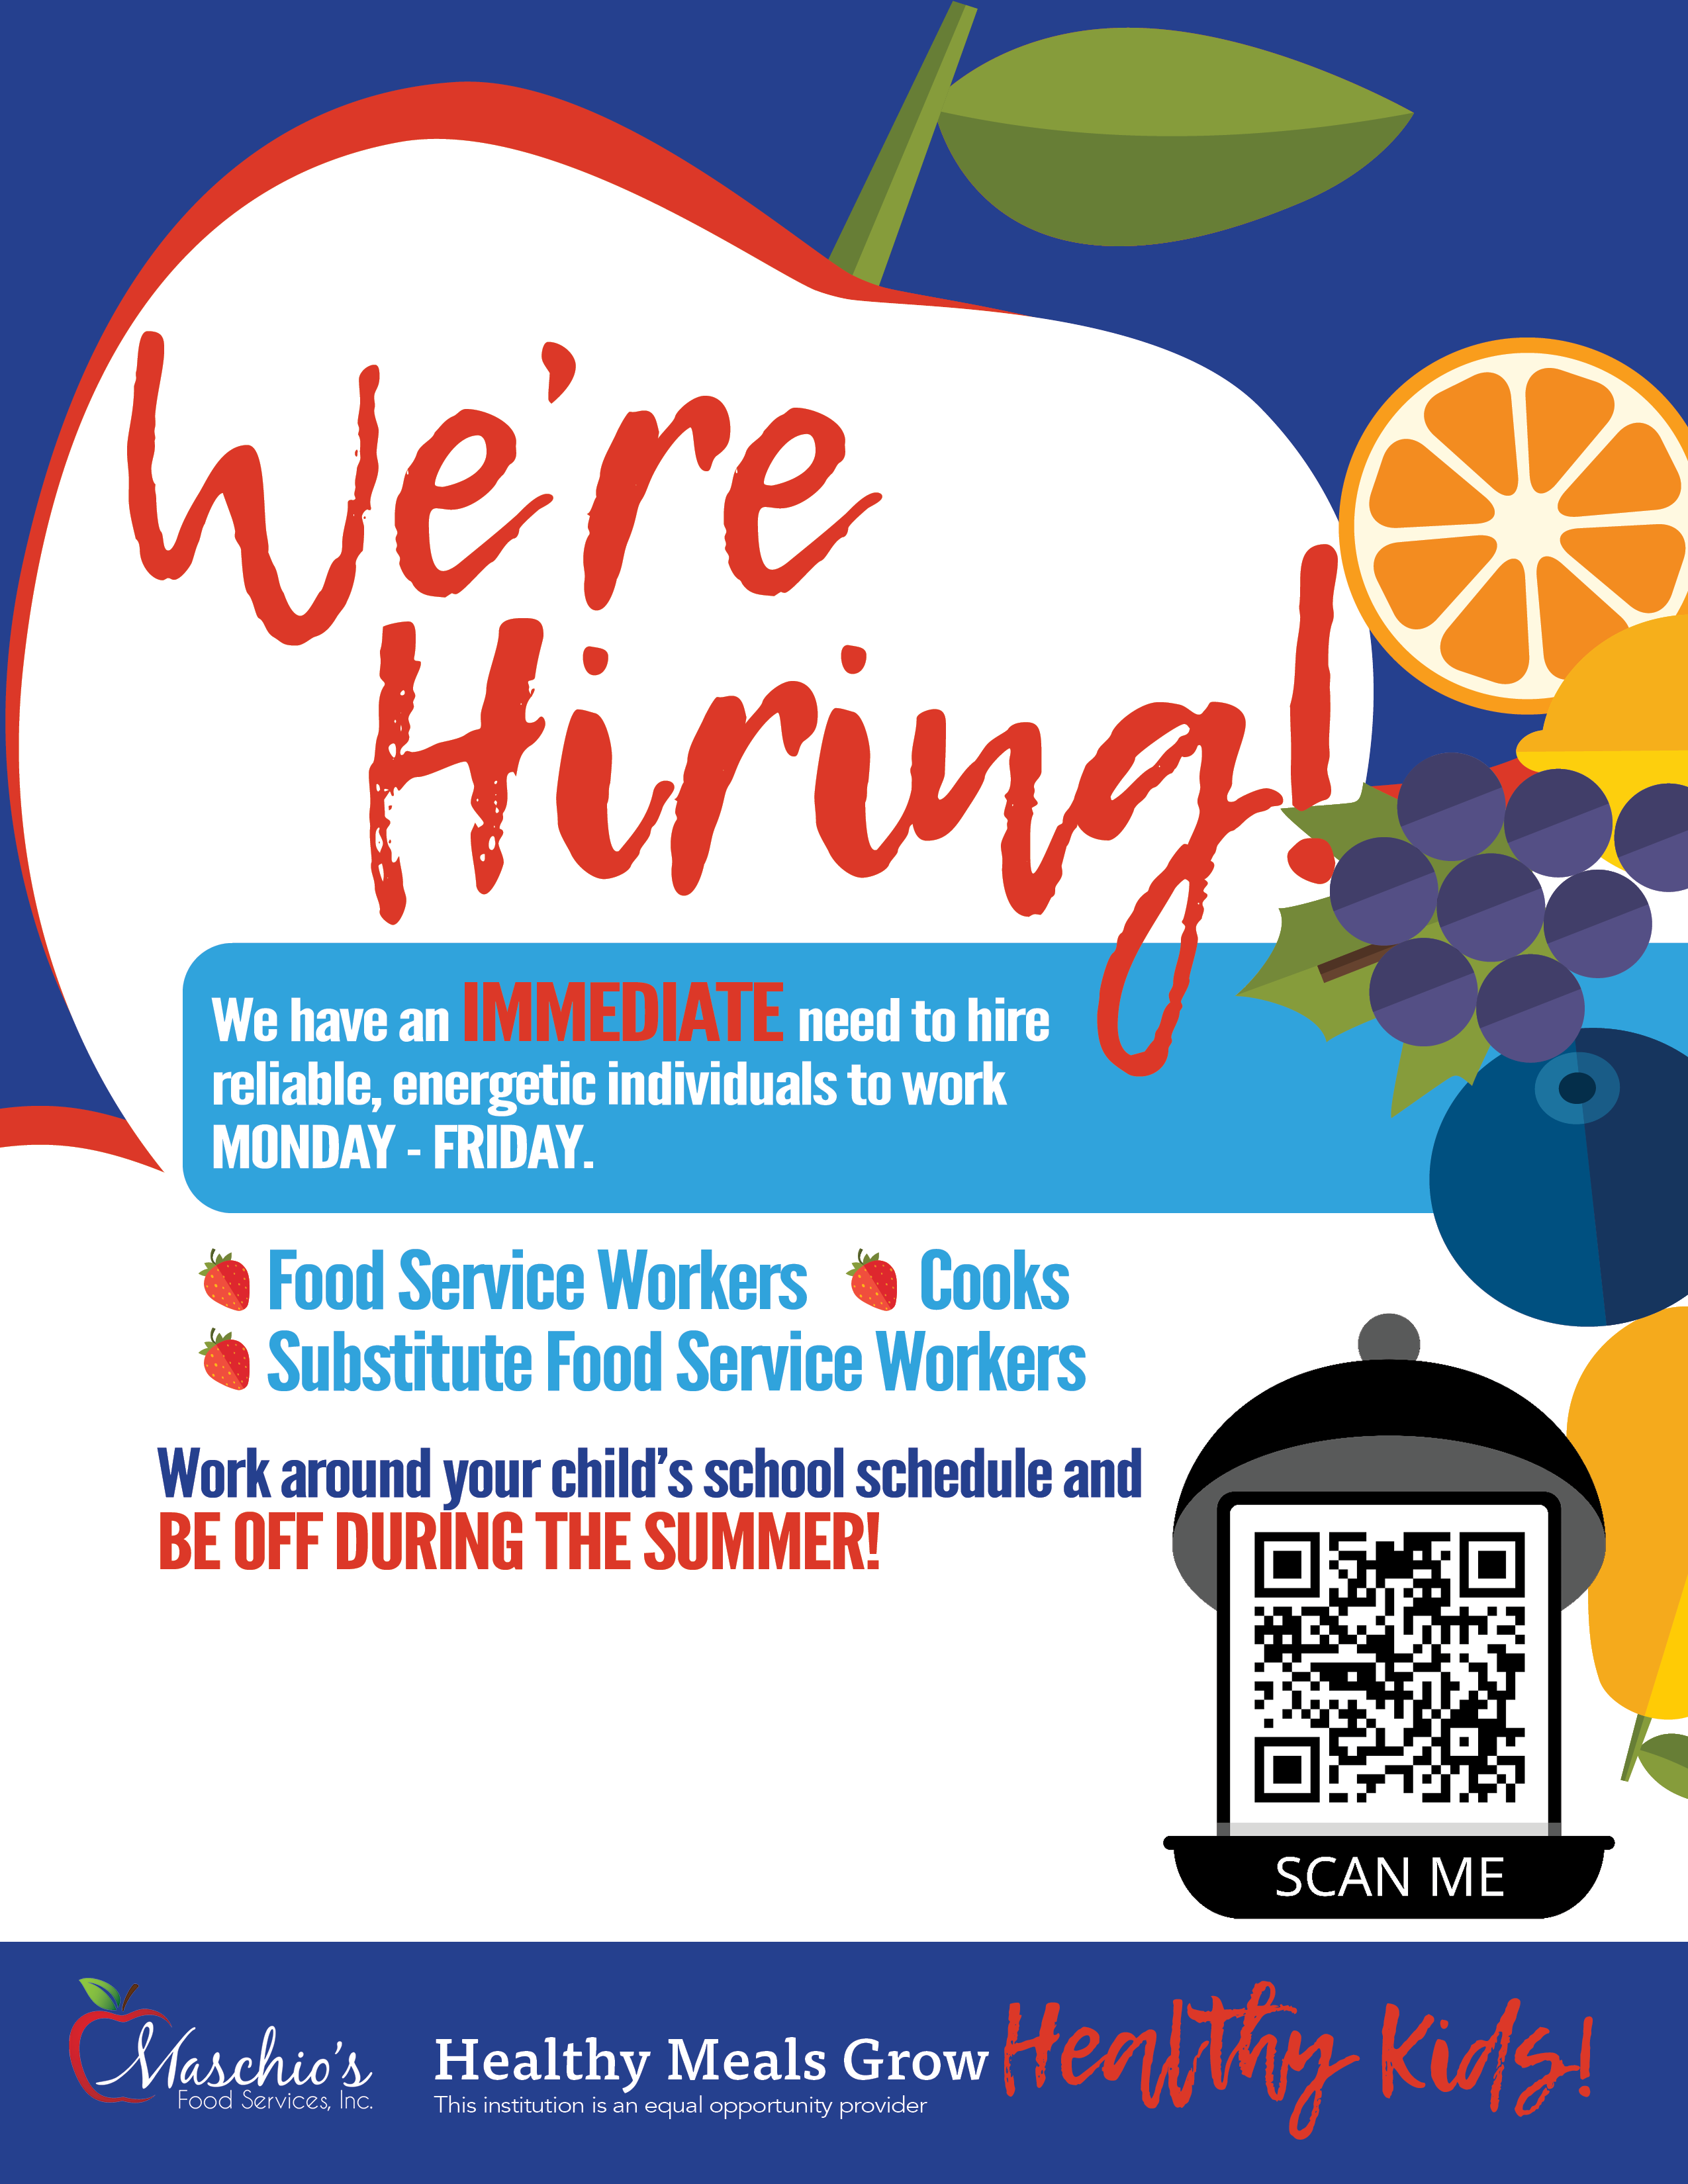 We're
Hiring!
We have an IMMEDIATE need to hire
reliable, energetic individuals to work
MONDAY - FRIDAY.
Food Service Workers
Cooks
Substitute Food Service Workers
Work around your child's school schedule and
BE OFF DURING THE SUMMER!
SCAN ME
Maschio's
Food Services, Inc.
Healthy Meals Grow Healthy Kids!
This institution is an equal opportunity provider